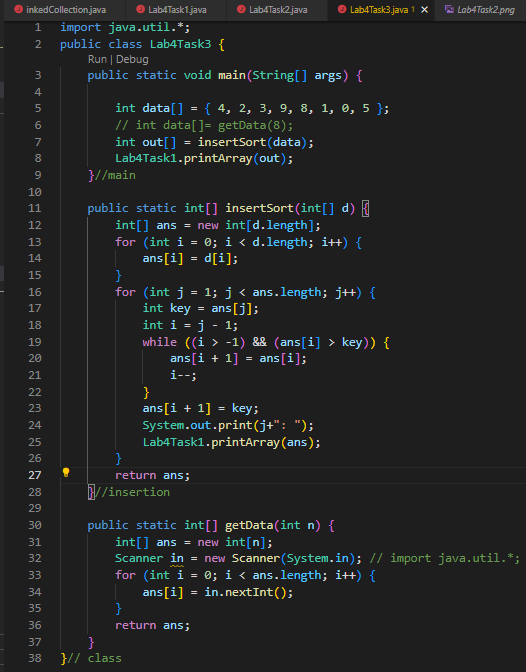 inkedCollection.java Lab4Task1.java Lab4Task2.java Lab4Task3.java 1 × Lab4Task2.png
1 import java.util.*;
2 public class Lab4Task3 {
Run | Debug
3 public static void main(String[] args) {
4
5 int data[] = { 4, 2, 3, 9, 8, 1, 0, 5 };
6 // int data[]= getData(8);
7 int out[] = insertSort(data);
8 Lab4Task1.printArray(out);
9 }//main
10
11 public static int[] insertSort(int[] d) {
12 int[] ans = new int[d.length];
13 for (int i = 0; i < d.length; i++) {
14 ans[i] = d[i];
15 }
16 for (int j = 1; j < ans.length; j++) {
17 int key = ans[j];
18 int i = j - 1;
19 while ((i > -1) && (ans[i] > key)) {
20 ans[i + 1] = ans[i];
21 i--;
22 }
23 ans[i + 1] = key;
24 System.out.print(j+": ");
25 Lab4Task1.printArray(ans);
26 }
27 return ans;
28 }//insertion
29
30 public static int[] getData(int n) {
31 int[] ans = new int[n];
32 Scanner in = new Scanner(System.in); // import java.util.*;
33 for (int i = 0; i < ans.length; i++) {
34 ans[i] = in.nextInt();
35 }
36 return ans;
37 }
38 }// class